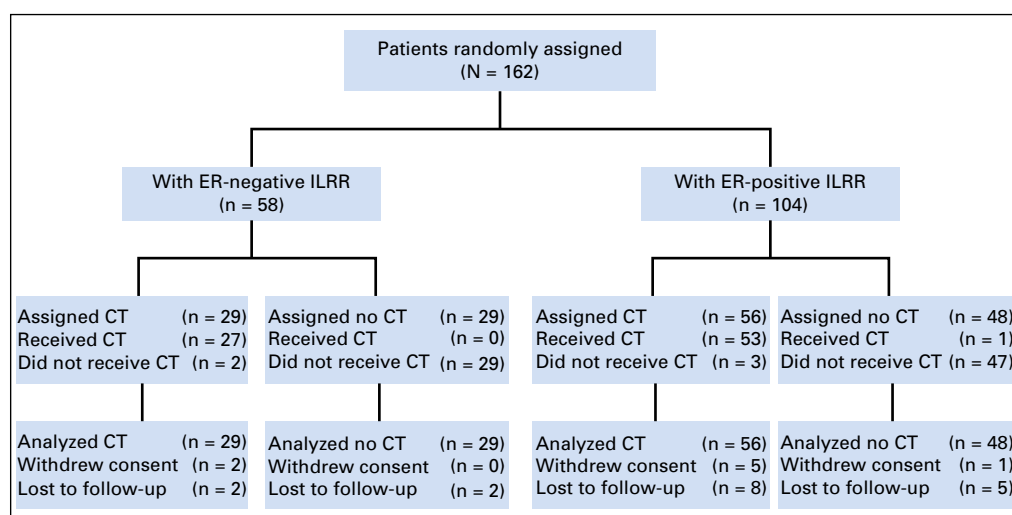 Patients randomly assigned
(N = 162)
With ER-negative ILRR
(n = 58)
With ER-positive ILRR
(n = 104)
Assigned CT (n = 29)
Received CT (n = 27)
Did not receive CT (n = 2)
Assigned no CT (n = 29)
Received CT (n = 0)
Did not receive CT (n = 29)
Assigned CT (n = 56)
Received CT (n = 53)
Did not receive CT (n = 3)
Assigned no CT (n = 48)
Received CT (n = 1)
Did not receive CT (n = 47)
Analyzed CT (n = 29)
Withdrew consent (n = 2)
Lost to follow-up (n = 2)
Analyzed no CT (n = 29)
Withdrew consent (n = 0)
Lost to follow-up (n = 2)
Analyzed CT (n = 56)
Withdrew consent (n = 5)
Lost to follow-up (n = 8)
Analyzed no CT (n = 48)
Withdrew consent (n = 1)
Lost to follow-up (n = 5)